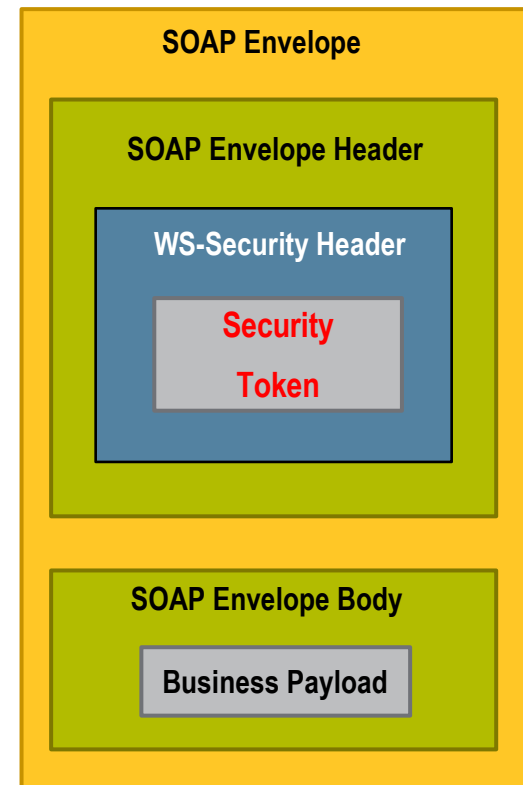 SOAP Envelope
SOAP Envelope Header
WS-Security Header
Security
Token
SOAP Envelope Body
Business Payload